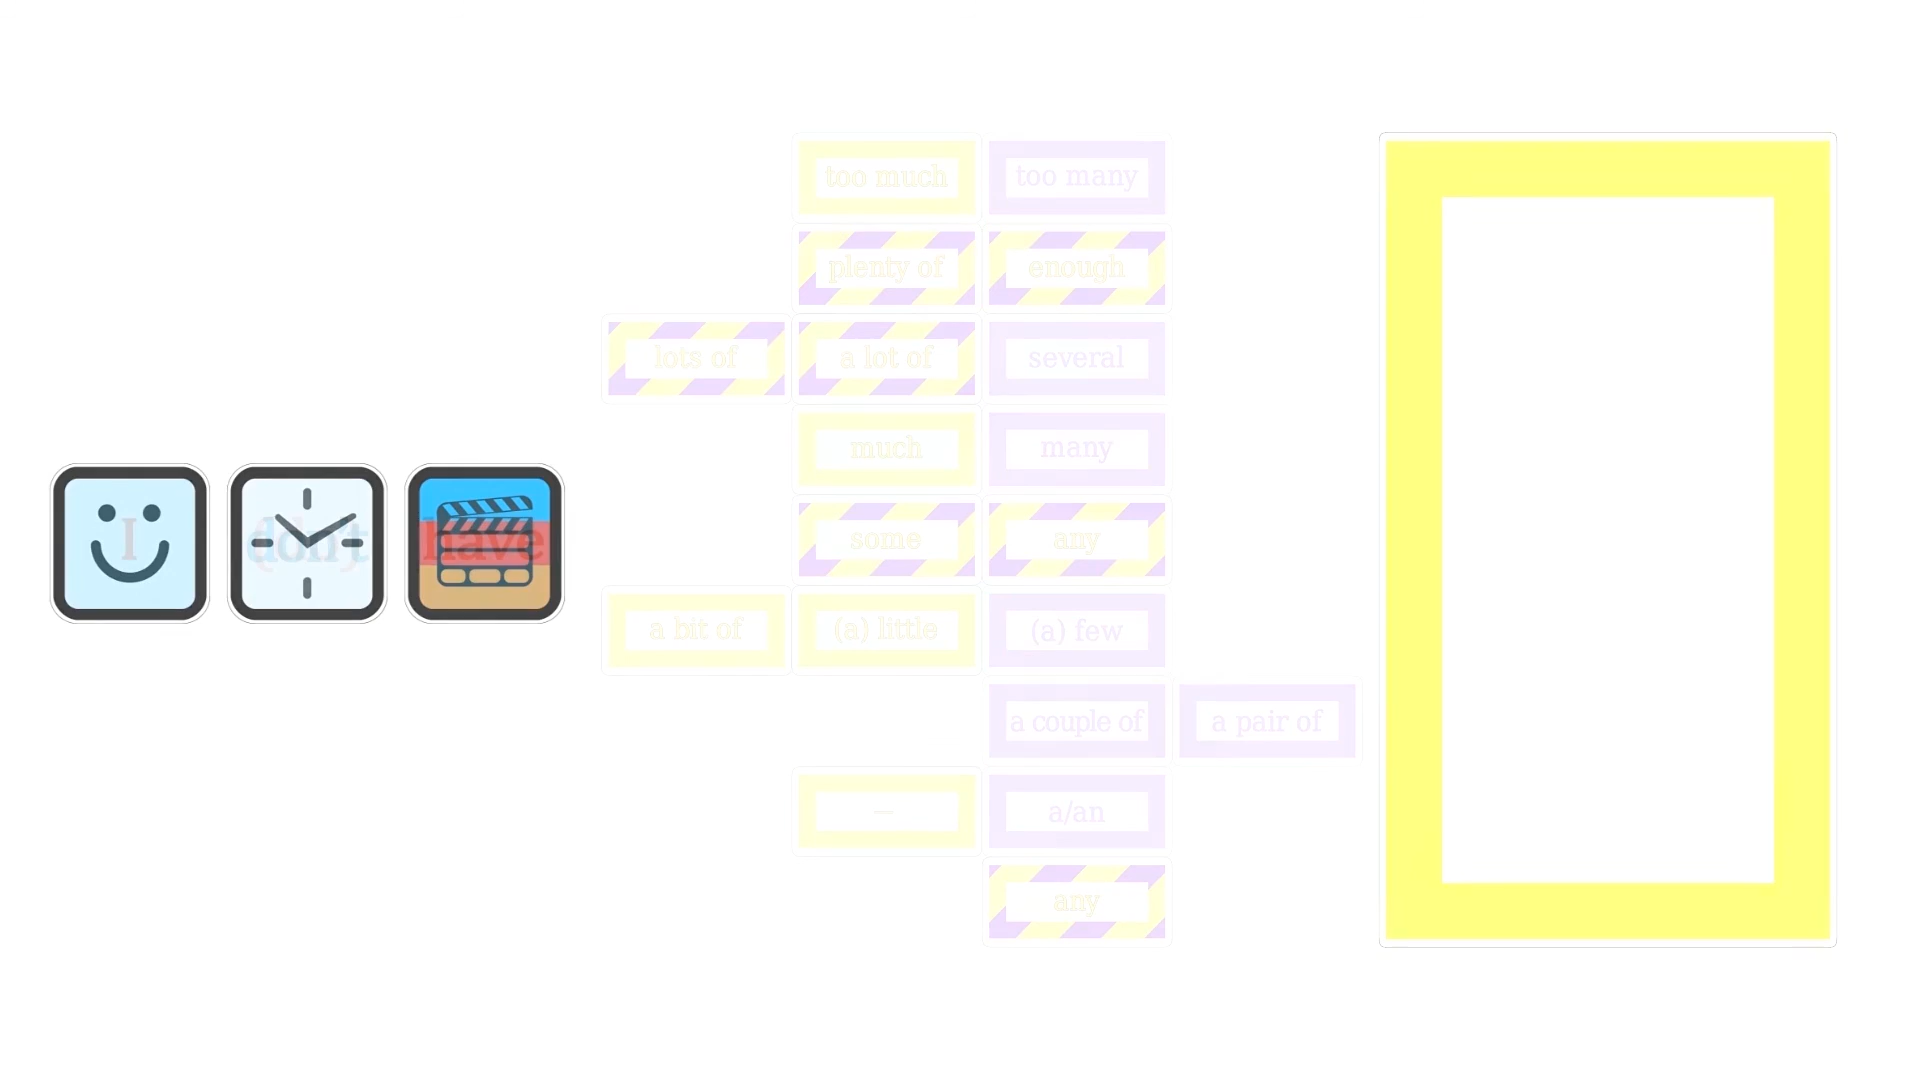 too much too many
plenty of enough
lots of a lot of several
much many
I (don't) have some any
a bit of (a) little (a) few
a couple of a pair of
— a/an
any